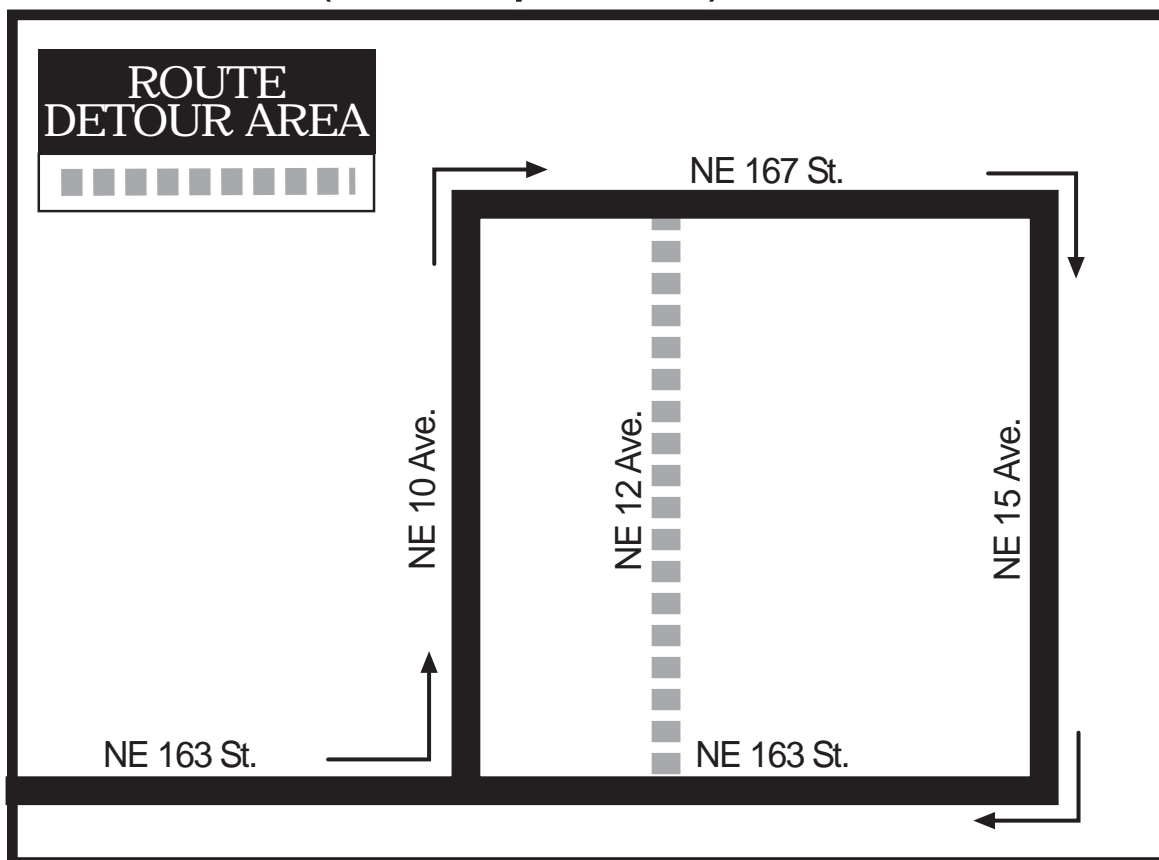 ROUTE
DETOUR AREA
NE 167 St.
NE 10 Ave.
NE 12 Ave.
NE 15 Ave.
NE 163 St.
NE 163 St.